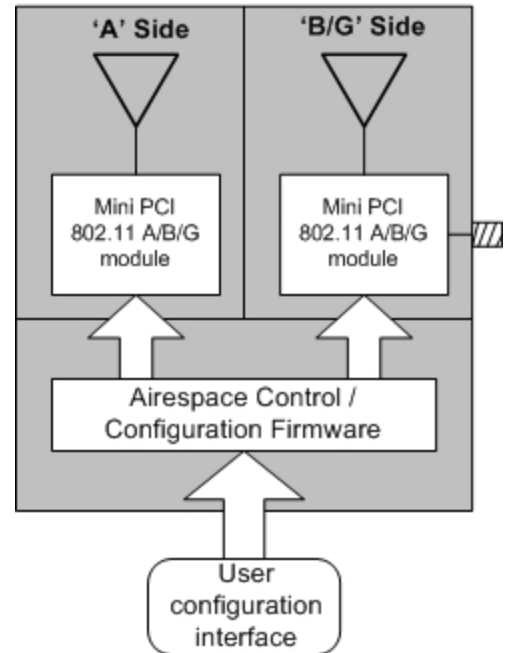 'A' Side
'B/G' Side
Mini PCI
802.11 A/B/G
module
Mini PCI
802.11 A/B/G
module
Airespace Control /
Configuration Firmware
User
configuration
interface